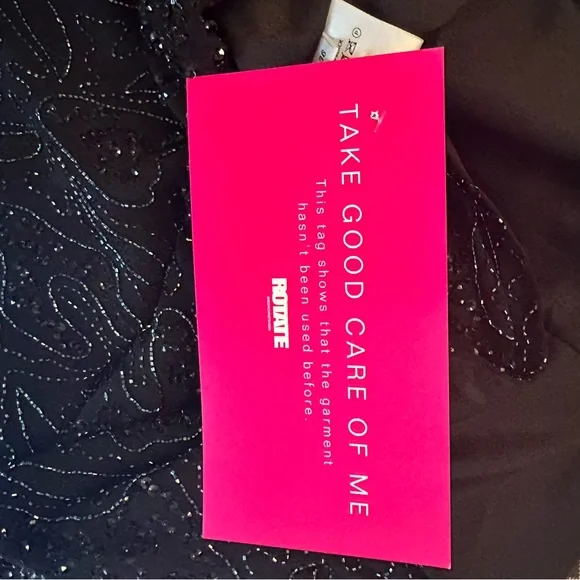 TAKE GOOD CARE OF ME
This tag shows that the garment
hasn't been used before.
ROTATE